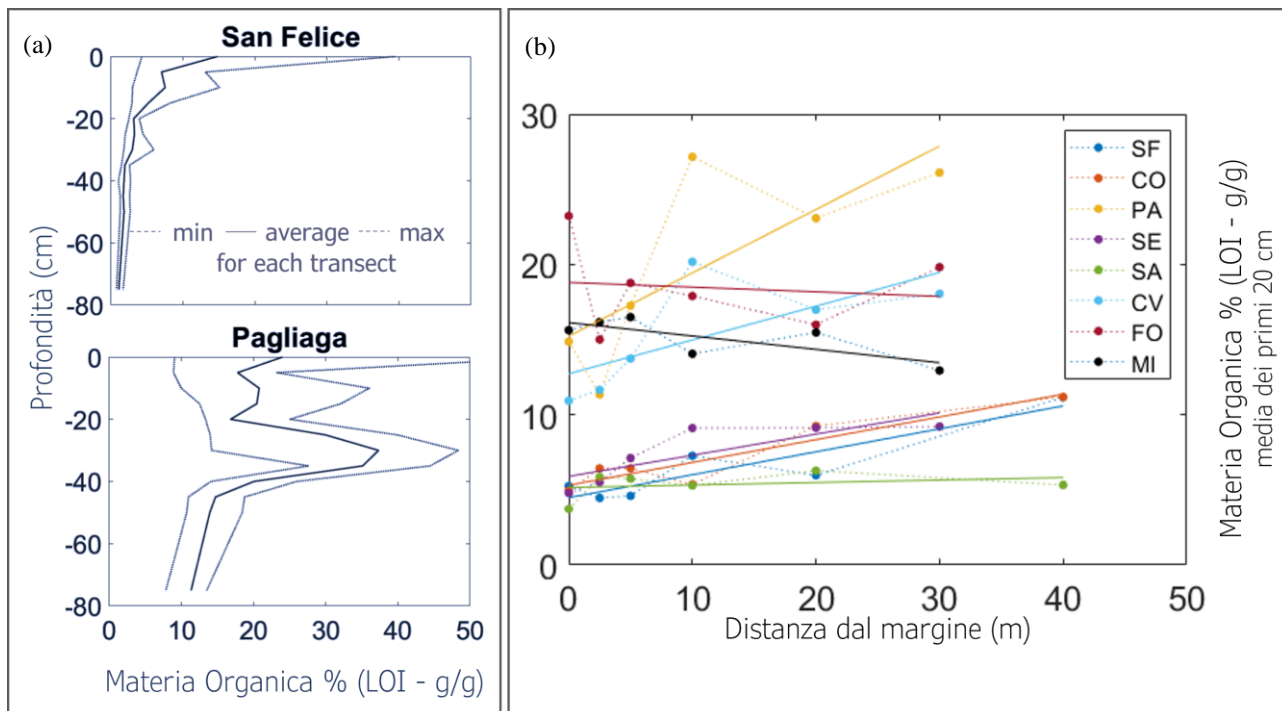 (a)
San Felice
0
-20
-40
-60
-80
min average max
for each transect
Pagliaga
0
-20
-40
-60
-80
0 10 20 30 40 50
Profondità (cm)
Materia Organica % (LOI - g/g)
(b)
30
20
10
0
0 10 20 30 40 50
Distanza dal margine (m)
SF
CO
PA
SE
SA
CV
FO
MI
Materia Organica % (LOI - g/g)
media dei primi 20 cm